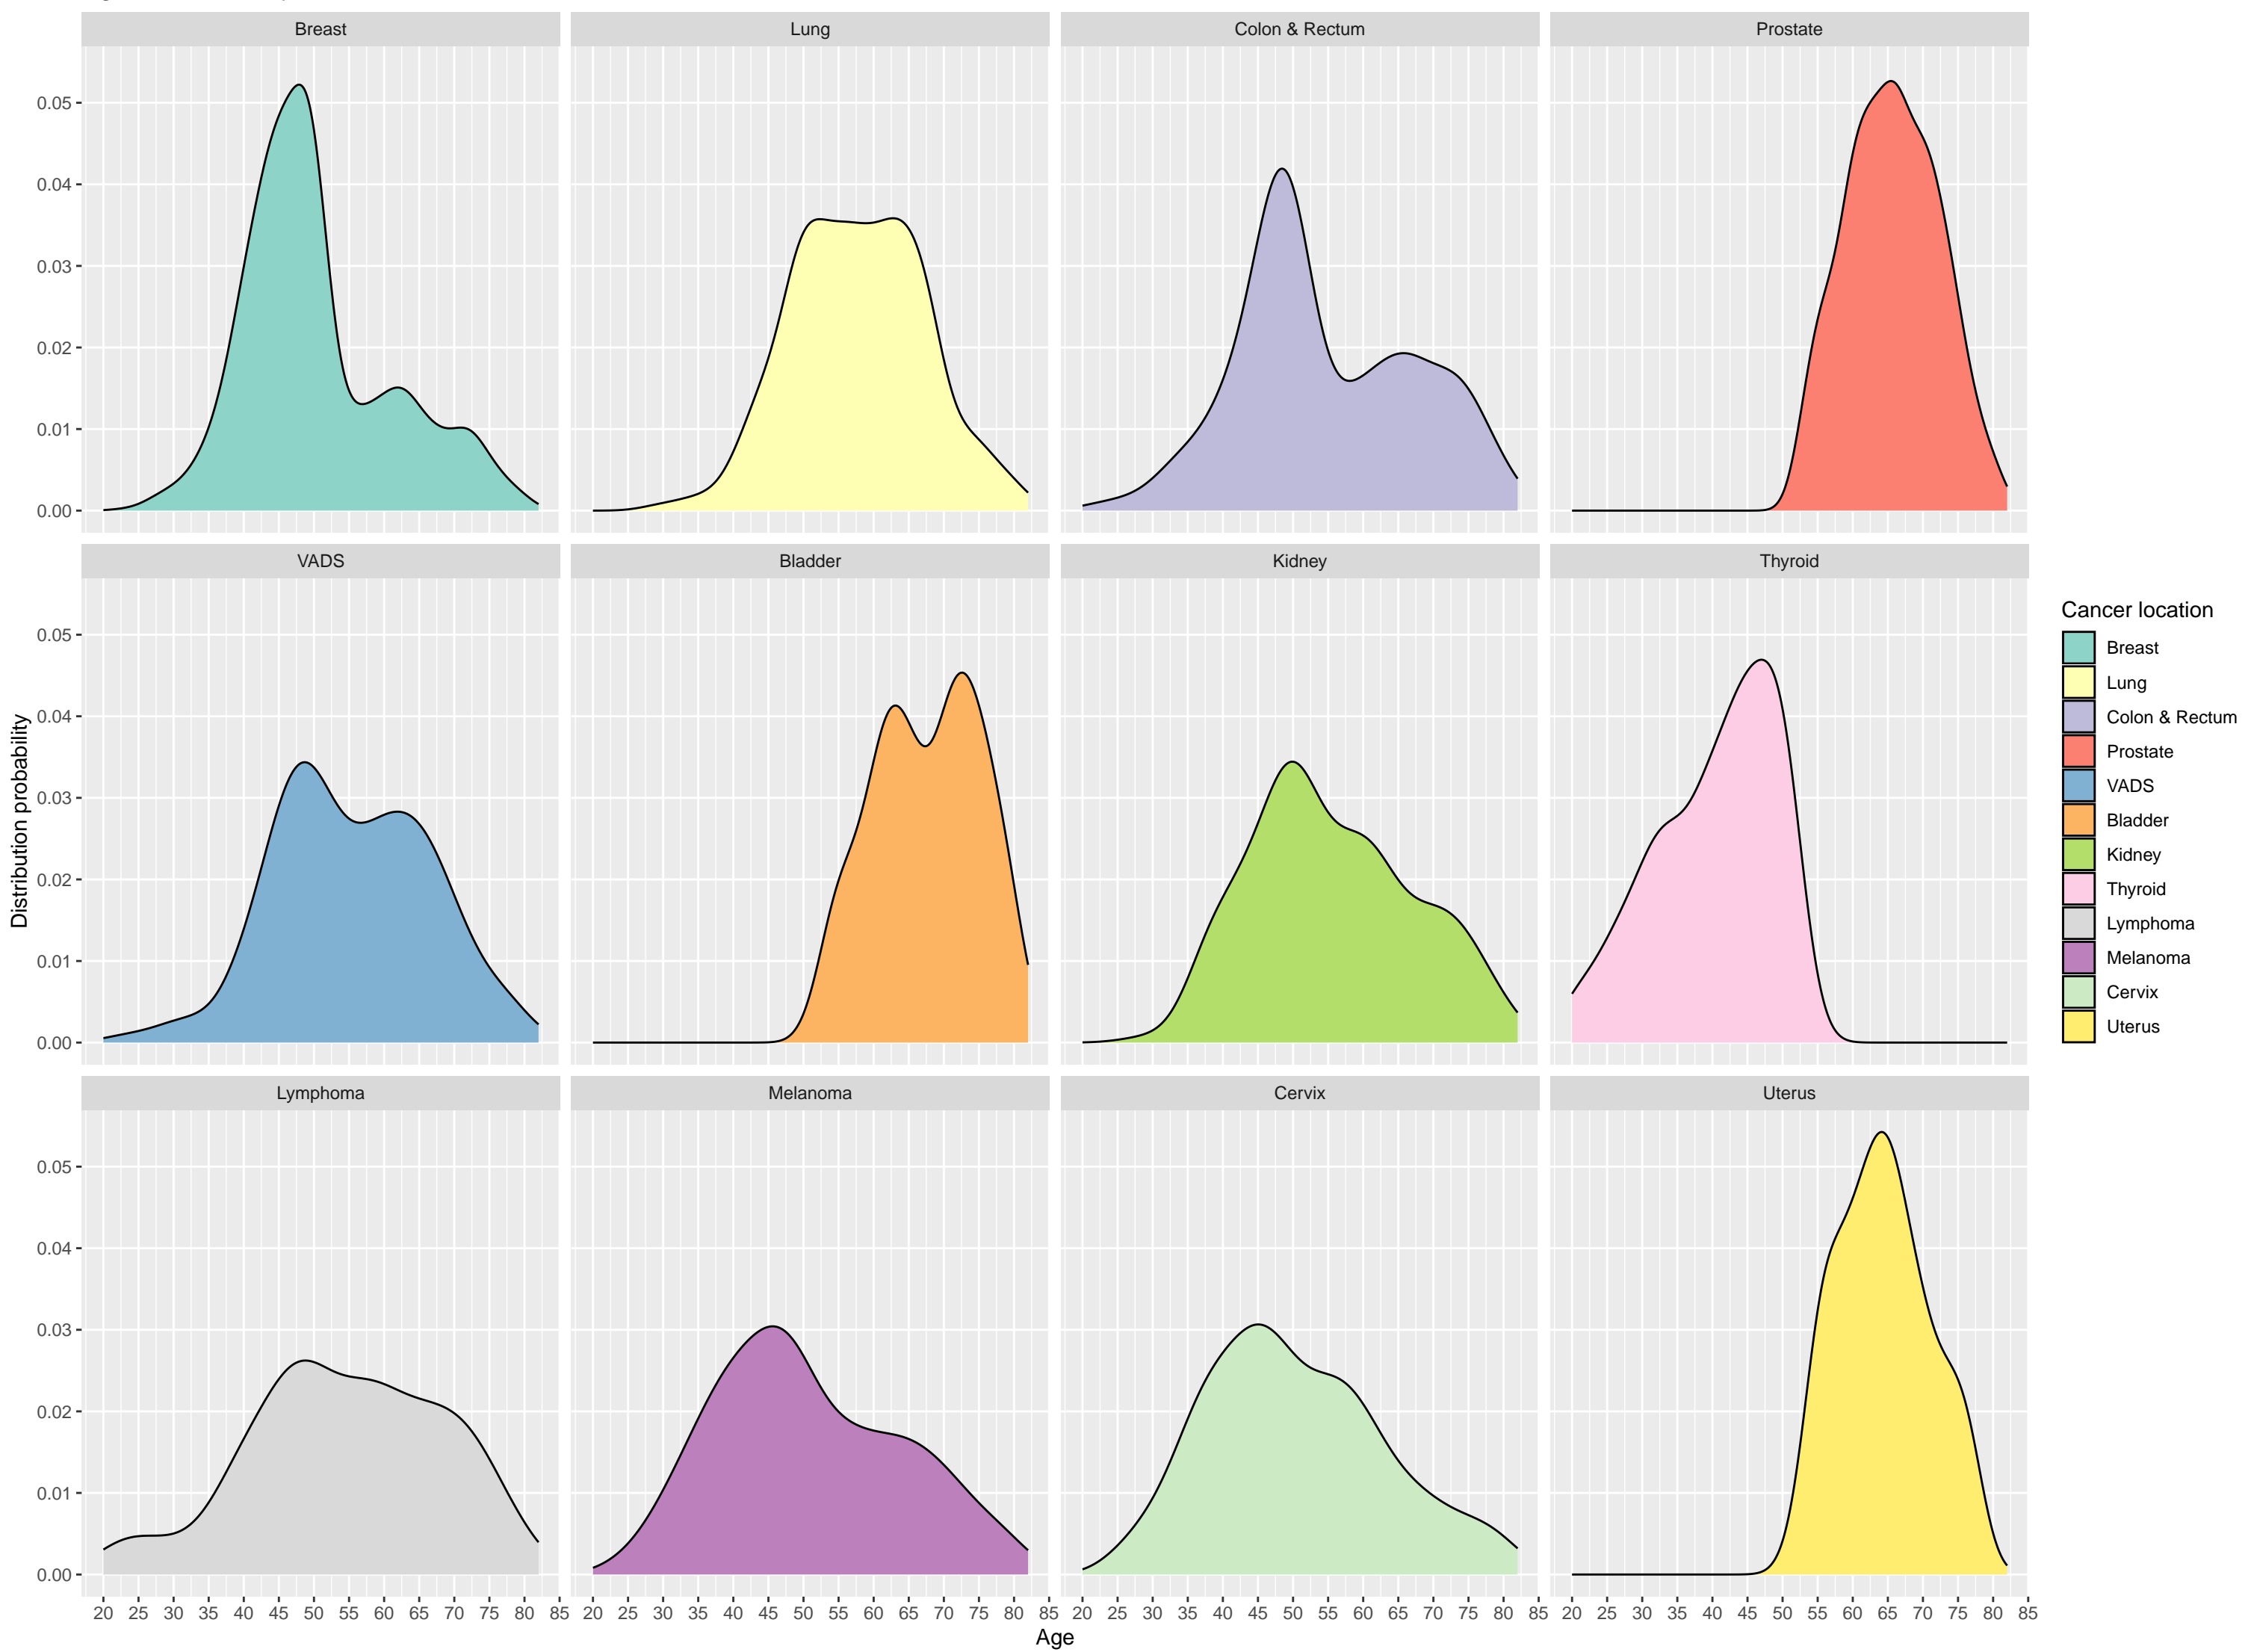 Breast Lung Colon & Rectum Prostate
0.05
0.04
0.03
0.02
0.01
0.00
VADS Bladder Kidney Thyroid
0.05
0.04
0.03
0.02
0.01
0.00
Lymphoma Melanoma Cervix Uterus
0.05
0.04
0.03
0.02
0.01
0.00
20 25 30 35 40 45 50 55 60 65 70 75 80 85 20 25 30 35 40 45 50 55 60 65 70 75 80 85 20 25 30 35 40 45 50 55 60 65 70 75 80 85 20 25 30 35 40 45 50 55 60 65 70 75 80 85
Age
Distribution probability
Cancer location
Breast
Lung
Colon & Rectum
Prostate
VADS
Bladder
Kidney
Thyroid
Lymphoma
Melanoma
Cervix
Uterus